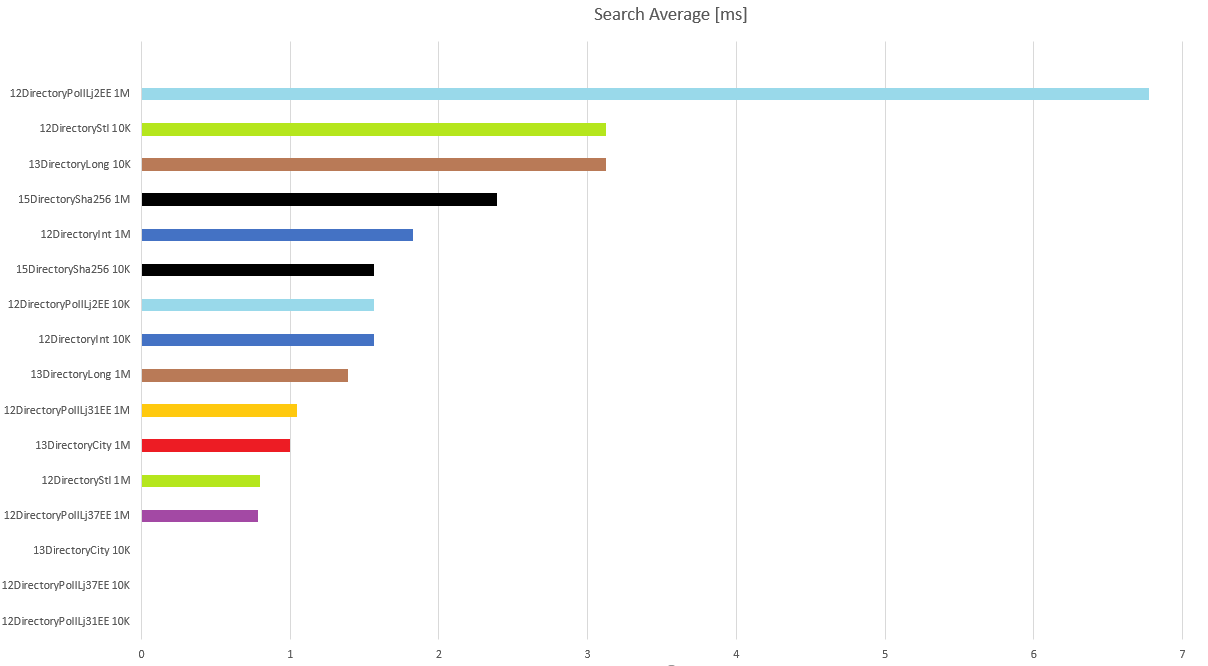 Search Average [ms]
12DirectoryPollLj2EE 1M
12DirectoryStl 10K
13DirectoryLong 10K
15DirectorySha256 1M
12DirectoryInt 1M
15DirectorySha256 10K
12DirectoryPollLj2EE 10K
12DirectoryInt 10K
13DirectoryLong 1M
12DirectoryPollLj31EE 1M
13DirectoryCity 1M
12DirectoryStl 1M
12DirectoryPollLj37EE 1M
13DirectoryCity 10K
12DirectoryPollLj37EE 10K
12DirectoryPollLj31EE 10K
0 1 2 3 4 5 6 7